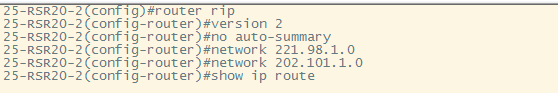 25-RSR20-2(config)#router rip
25-RSR20-2(config-router)#version 2
25-RSR20-2(config-router)#no auto-summary
25-RSR20-2(config-router)#network 221.98.1.0
25-RSR20-2(config-router)#network 202.101.1.0
25-RSR20-2(config-router)#show ip route